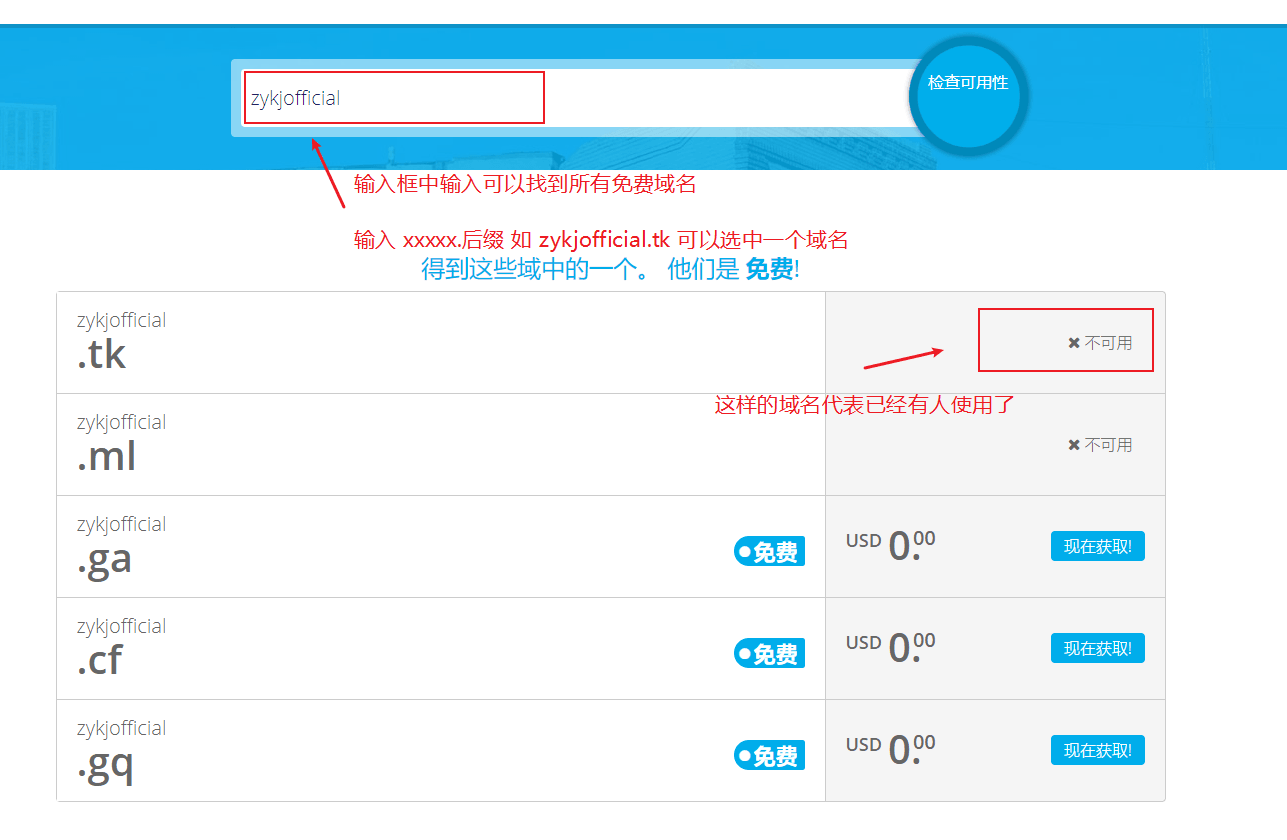 zykjofficial
检查可用性
输入框中输入可以找到所有免费域名
输入 xxxxx.后缀 如 zykjofficial.tk 可以选中一个域名
得到这些域中的一个。 他们是 免费!
zykjofficial
.tk
✖ 不可用
这样的域名代表已经有人使用了
zykjofficial
.ml
✖ 不可用
zykjofficial
.ga
免费
USD 0.00
现在获取!
zykjofficial
.cf
免费
USD 0.00
现在获取!
zykjofficial
.gq
免费
USD 0.00
现在获取!